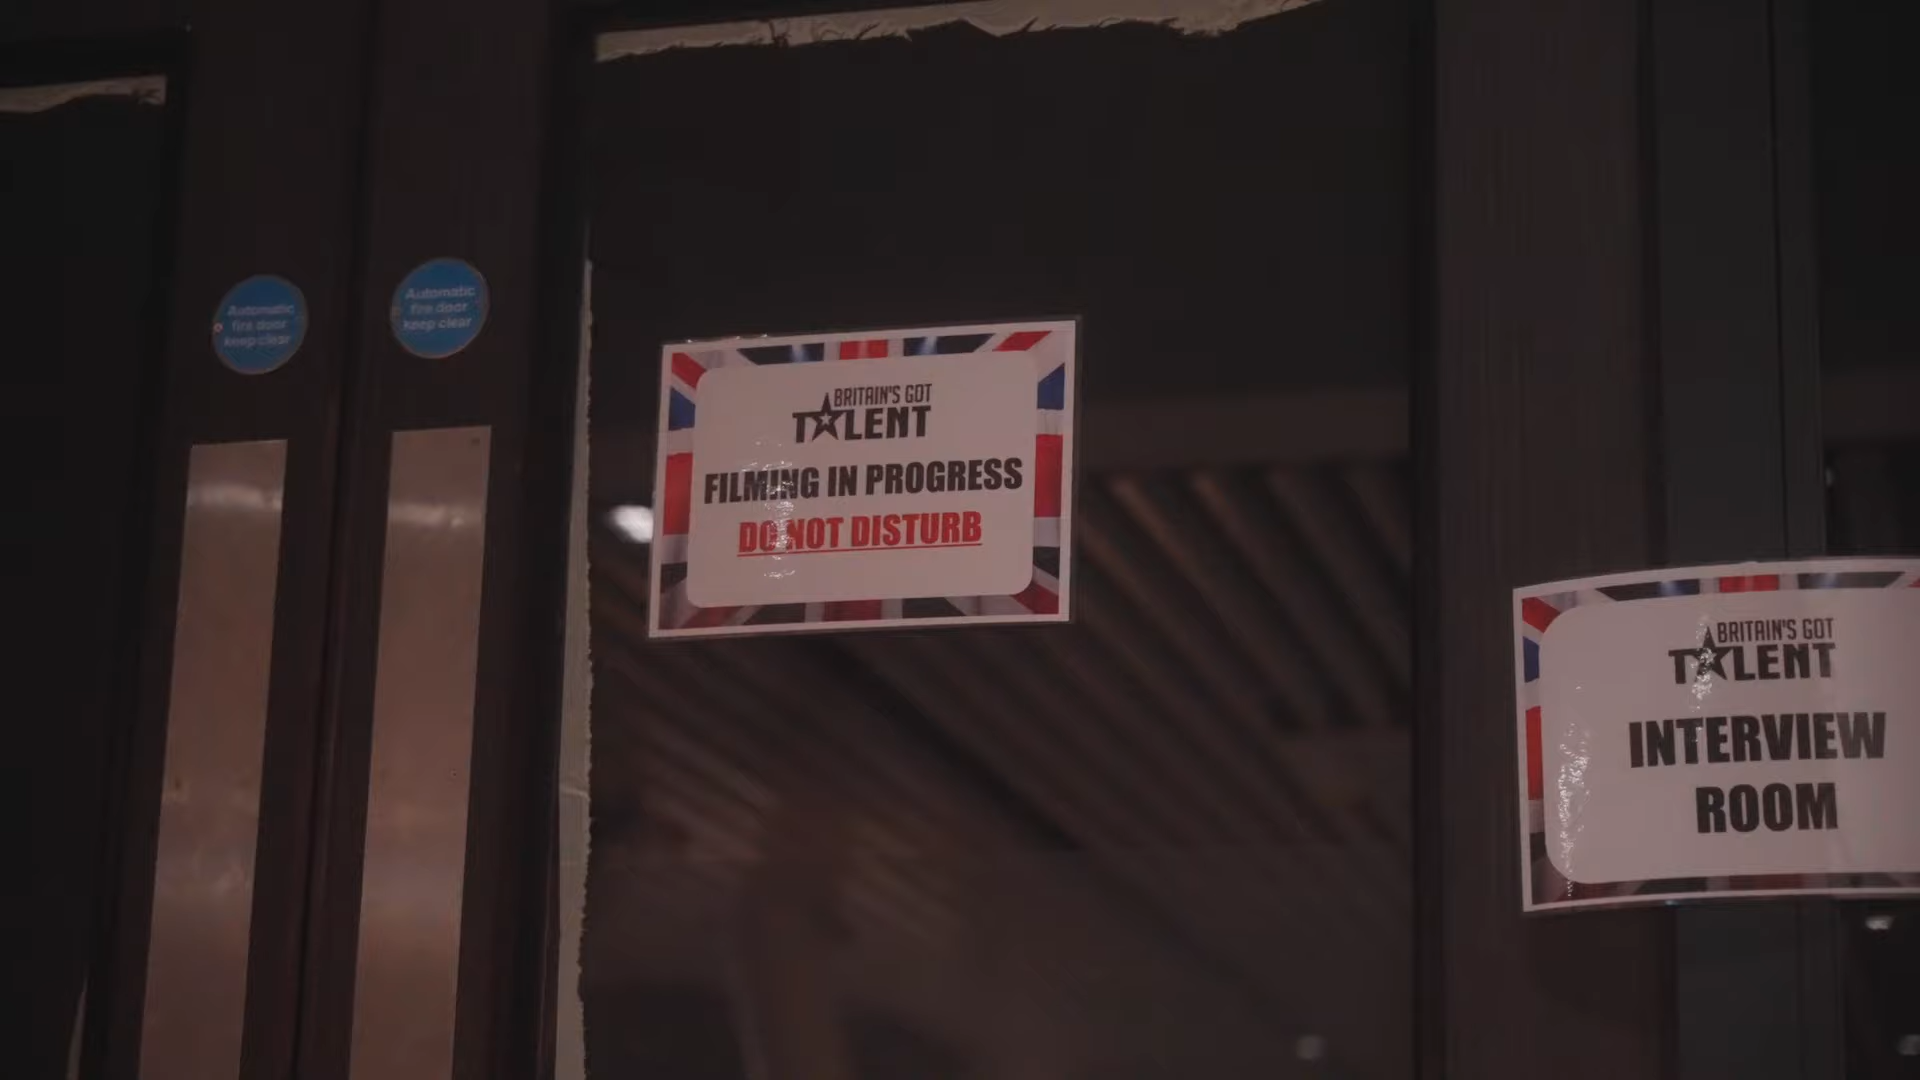 Automatic
fire door
keep clear
Automatic
fire door
keep clear
BRITAIN'S GOT
TALENT
FILMING IN PROGRESS
DO NOT DISTURB
BRITAIN'S GOT
TALENT
INTERVIEW
ROOM